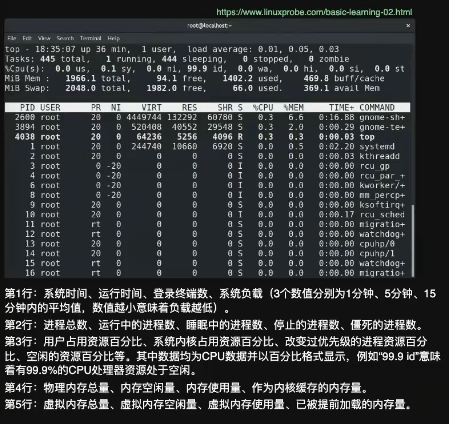 https://www.linuxprobe.com/basic-learning-02.html
root@localhost:~
File Edit View Search Terminal Help
top - 18:35:07 up 36 min, 1 user, load average: 0.01, 0.05, 0.03
Tasks: 445 total, 1 running, 444 sleeping, 0 stopped, 0 zombie
%Cpu(s): 0.0 us, 0.1 sy, 0.0 ni, 99.9 id, 0.0 wa, 0.0 hi, 0.0 si, 0.0 st
MiB Mem : 1966.1 total, 94.1 free, 1402.2 used, 469.8 buff/cache
MiB Swap: 2048.0 total, 1982.0 free, 66.0 used. 369.1 avail Mem
PID USER PR NI VIRT RES SHR S %CPU %MEM TIME+ COMMAND
2600 root 20 0 4449744 132292 60780 S 0.3 6.6 0:16.88 gnome-sh+
3894 root 20 0 520408 40552 29548 S 0.3 2.0 0:00.29 gnome-te+
4038 root 20 0 64236 5256 4096 R 0.3 0.3 0:00.03 top
1 root 20 0 244740 10660 6920 S 0.0 0.5 0:02.20 systemd
2 root 20 0 0 0 0 S 0.0 0.0 0:00.03 kthreadd
3 root 0 -20 0 0 0 I 0.0 0.0 0:00.00 rcu_gp
4 root 0 -20 0 0 0 I 0.0 0.0 0:00.00 rcu_par_+
6 root 0 -20 0 0 0 I 0.0 0.0 0:00.00 kworker/+
8 root 0 -20 0 0 0 I 0.0 0.0 0:00.00 mm_percp+
9 root 20 0 0 0 0 S 0.0 0.0 0:00.01 ksoftirq+
10 root 20 0 0 0 0 I 0.0 0.0 0:00.17 rcu_sched
11 root rt 0 0 0 0 S 0.0 0.0 0:00.00 migratio+
12 root rt 0 0 0 0 S 0.0 0.0 0:00.00 watchdog+
13 root 20 0 0 0 0 S 0.0 0.0 0:00.00 cpuhp/0
14 root 20 0 0 0 0 S 0.0 0.0 0:00.00 cpuhp/1
15 root rt 0 0 0 0 S 0.0 0.0 0:00.00 watchdog+
16 root rt 0 0 0 0 S 0.0 0.0 0:00.00 migratio+
第1行：系统时间、运行时间、登录终端数、系统负载（3个数值分别为1分钟、5分钟、15
分钟内的平均值，数值越小意味着负载越低）。
第2行：进程总数、运行中的进程数、睡眠中的进程数、停止的进程数、僵死的进程数。
第3行：用户占用资源百分比、系统内核占用资源百分比、改变过优先级的进程资源百分
比、空闲的资源百分比等。其中数据均为CPU数据并以百分比格式显示，例如“99.9 id”意味
着有99.9%的CPU处理器资源处于空闲。
第4行：物理内存总量、内存空闲量、内存使用量、作为内核缓存的内存量。
第5行：虚拟内存总量、虚拟内存空闲量、虚拟内存使用量、已被提前加载的内存量。